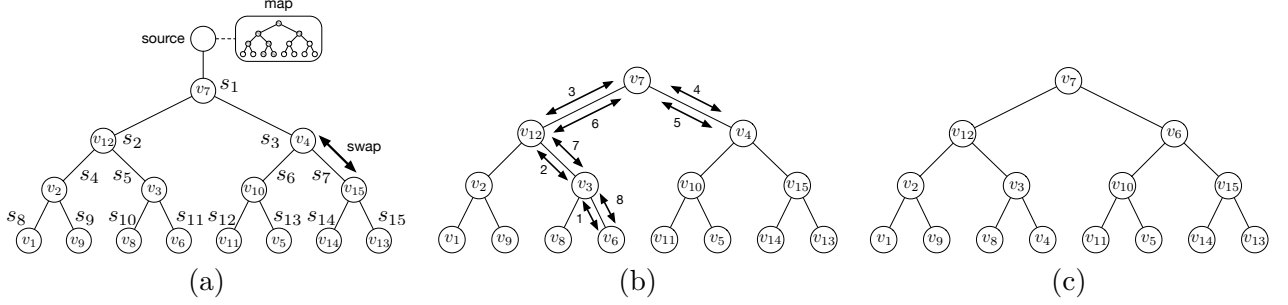 map
source
v7 s1
v12 s2 s3 v4 swap
s4 s5 s6 s7
v2 v3 v10 v15
s8 s9 s10 s11 s12 s13 s14 s15
v1 v9 v8 v6 v11 v5 v14 v13
(a)
v7
3 4
6 5
v12 v4
7
2
v2 v3 v10 v15
8
1
v1 v9 v8 v6 v11 v5 v14 v13
(b)
v7
v12 v6
v2 v3 v10 v15
v1 v9 v8 v4 v11 v5 v14 v13
(c)